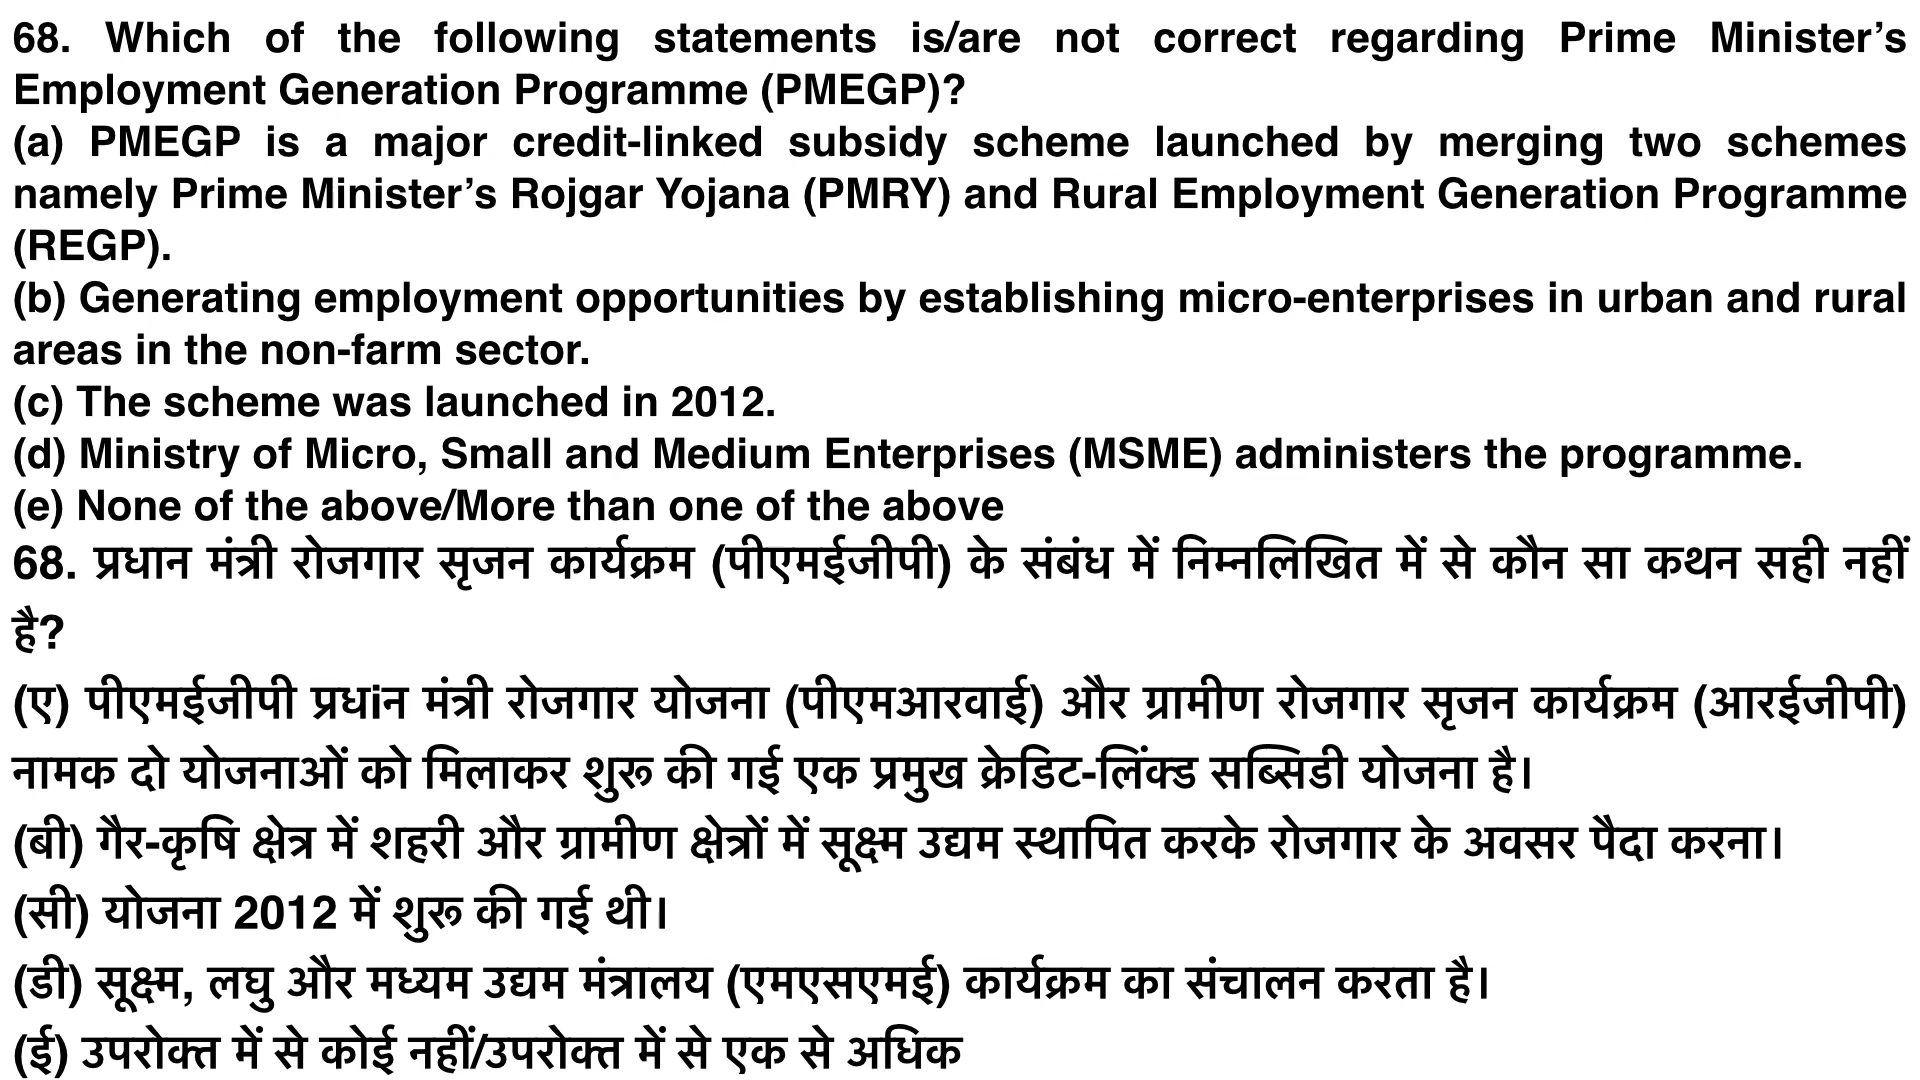 68. Which of the following statements is/are not correct regarding Prime Minister’s
Employment Generation Programme (PMEGP)?
(a) PMEGP is a major credit-linked subsidy scheme launched by merging two schemes
namely Prime Minister’s Rojgar Yojana (PMRY) and Rural Employment Generation Programme
(REGP).
(b) Generating employment opportunities by establishing micro-enterprises in urban and rural
areas in the non-farm sector.
(c) The scheme was launched in 2012.
(d) Ministry of Micro, Small and Medium Enterprises (MSME) administers the programme.
(e) None of the above/More than one of the above
68. प्रधान मंत्री रोजगार सृजन कार्यक्रम (पीएमईजीपी) के संबंध में निम्नलिखित में से कौन सा कथन सही नहीं
है?
(ए) पीएमईजीपी प्रधiन मंत्री रोजगार योजना (पीएमआरवाई) और ग्रामीण रोजगार सृजन कार्यक्रम (आरईजीपी)
नामक दो योजनाओं को मिलाकर शुरू की गई एक प्रमुख क्रेडिट-लिंक्ड सब्सिडी योजना है।
(बी) गैर-कृषि क्षेत्र में शहरी और ग्रामीण क्षेत्रों में सूक्ष्म उद्यम स्थापित करके रोजगार के अवसर पैदा करना।
(सी) योजना 2012 में शुरू की गई थी।
(डी) सूक्ष्म, लघु और मध्यम उद्यम मंत्रालय (एमएसएमई) कार्यक्रम का संचालन करता है।
(ई) उपरोक्त में से कोई नहीं/उपरोक्त में से एक से अधिक